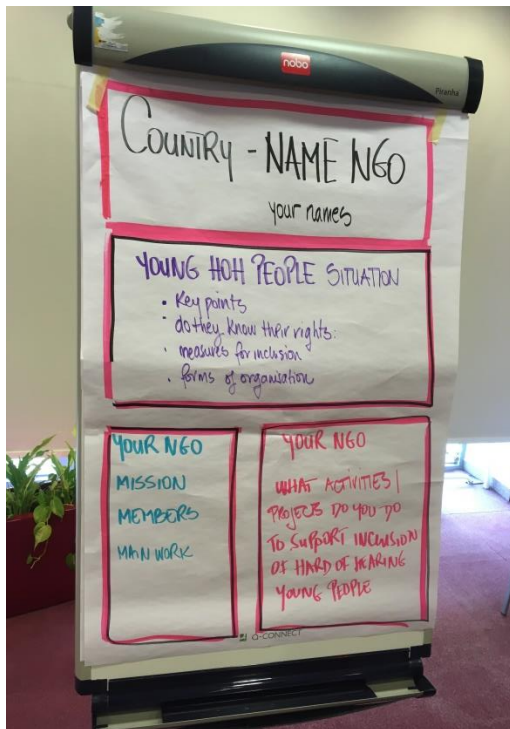 nobo
Piranha
COUNTRY - NAME NGO
your names
YOUNG HOH PEOPLE SITUATION
• Key points
• do they know their rights:
• measures for inclusion
• forms of organisation
YOUR NGO
MISSION
MEMBERS
MAIN WORK
YOUR NGO
WHAT ACTIVITIES |
PROJECTS DO YOU DO
TO SUPPORT INCLUSION
OF HARD OF HEARING
YOUNG PEOPLE
Q-CONNECT